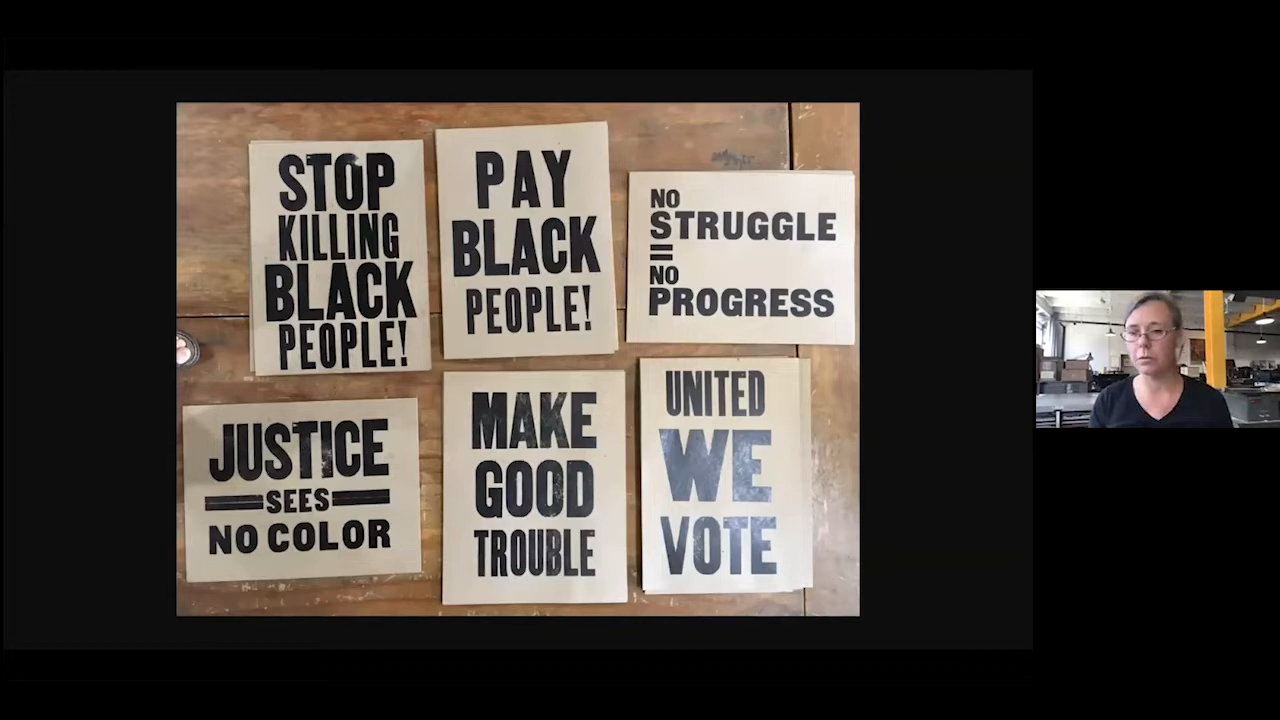 STOP
KILLING
BLACK
PEOPLE!
PAY
BLACK
PEOPLE!
NO
STRUGGLE
=
NO
PROGRESS
JUSTICE
SEES
NO COLOR
MAKE
GOOD
TROUBLE
UNITED
WE
VOTE